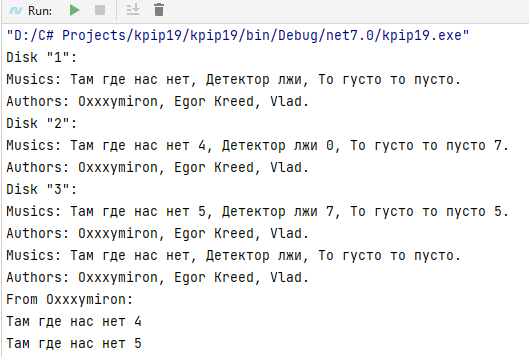 Run:
"D:/C# Projects/kpip19/kpip19/bin/Debug/net7.0/kpip19.exe"
Disk "1":
Musics: Там где нас нет, Детектор лжи, То густо то пусто.
Authors: Oxxxymiron, Egor Kreed, Vlad.
Disk "2":
Musics: Там где нас нет 4, Детектор лжи 0, То густо то пусто 7.
Authors: Oxxxymiron, Egor Kreed, Vlad.
Disk "3":
Musics: Там где нас нет 5, Детектор лжи 7, То густо то пусто 5.
Authors: Oxxxymiron, Egor Kreed, Vlad.
Musics: Там где нас нет, Детектор лжи, То густо то пусто.
Authors: Oxxxymiron, Egor Kreed, Vlad.
From Oxxxymiron:
Там где нас нет 4
Там где нас нет 5